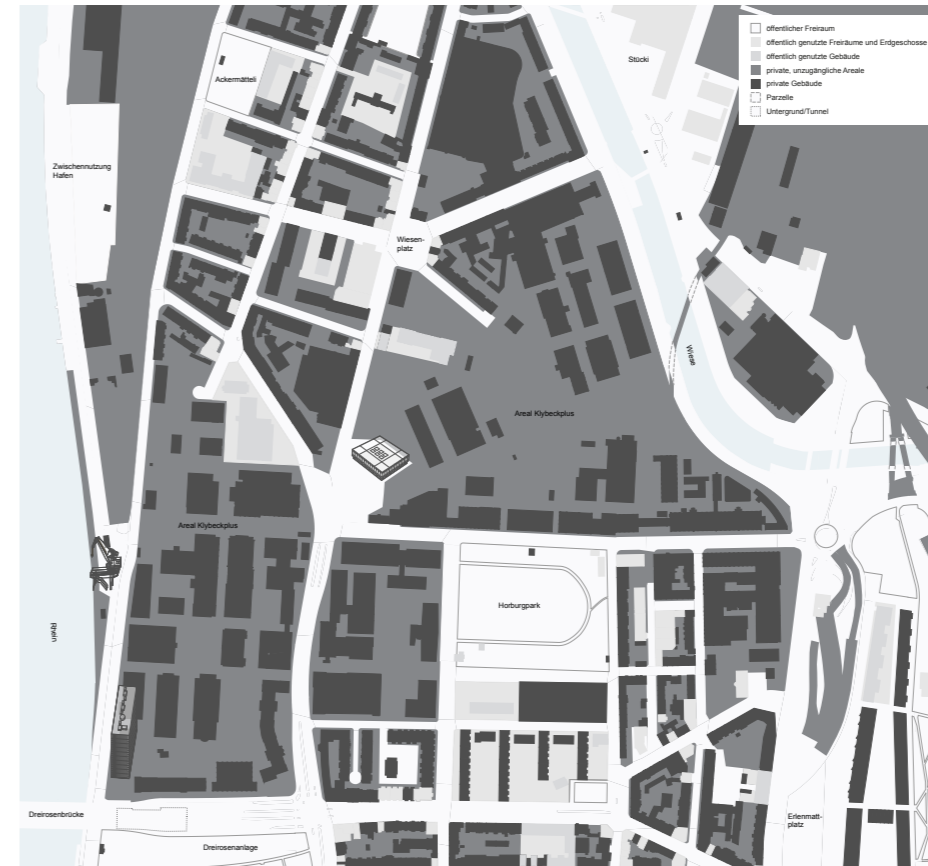 öffentlicher Freiraum
öffentlich genutzte Freiräume und Erdgeschosse
öffentlich genutzte Gebäude
private, unzugängliche Areale
private Gebäude
Parzelle
Untergrund/Tunnel
Stücki
Ackermätteli
Zwischennutzung
Hafen
Wiesen-
platz
Wiese
Areal Klybeckplus
Areal Klybeckplus
Horburgpark
Rhein
Dreirosenbrücke
Erlenmatt-
platz
Dreirosenanlage